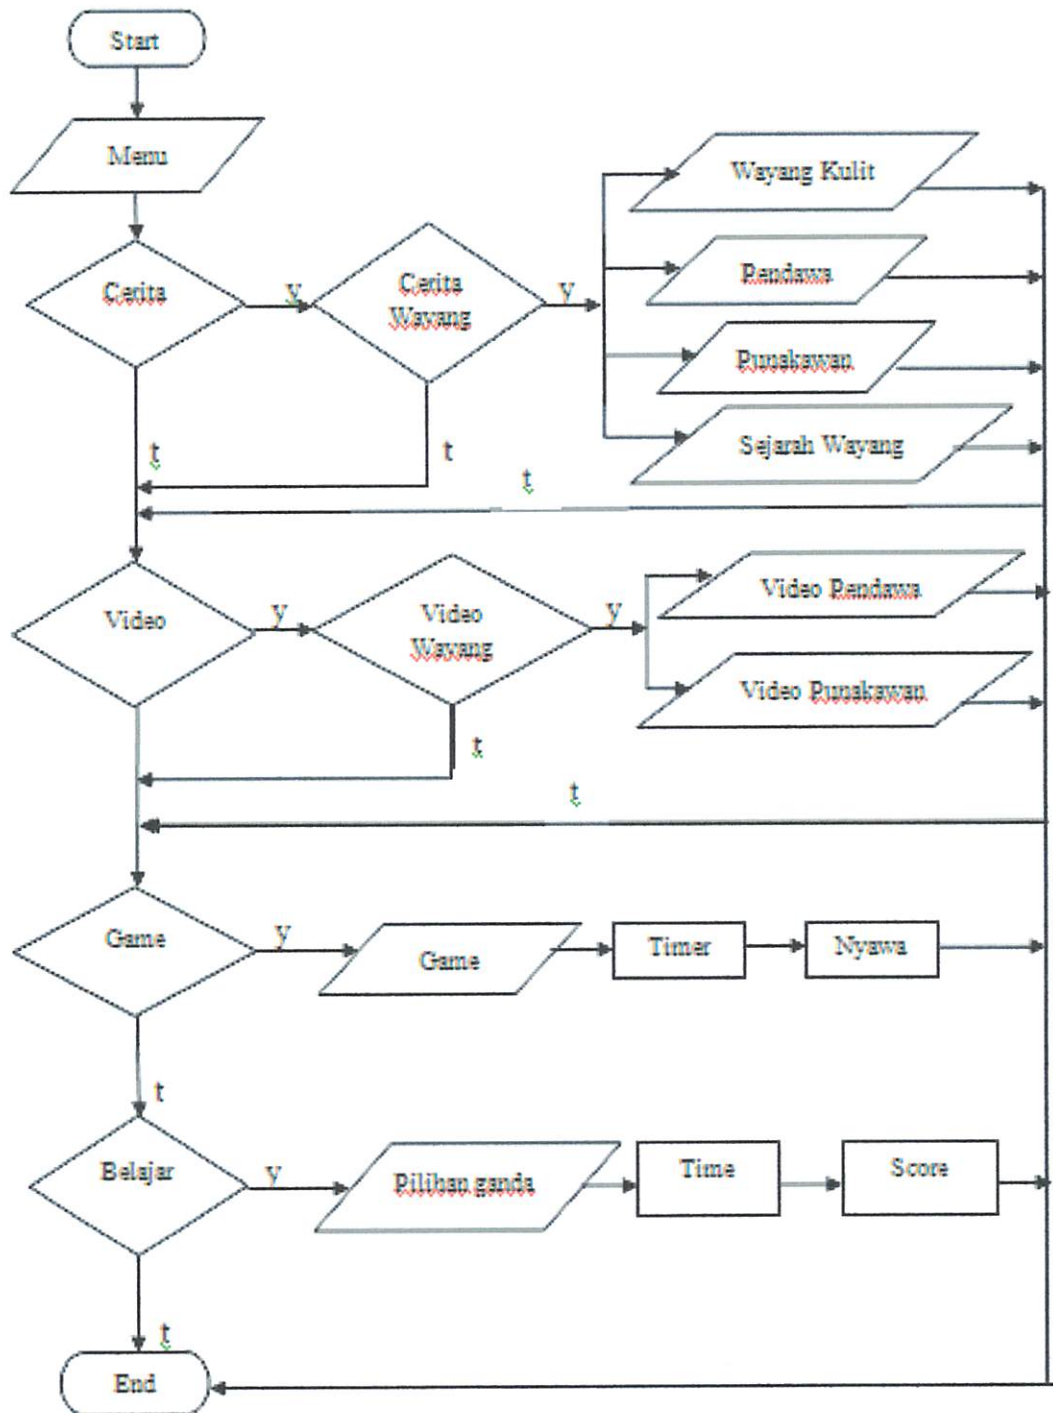 Start
Menu
Cerita
y
Cerita
Wayang
y
Wayang Kulit
Pendawa
Punakawan
Sejarah Wayang
t
t
t
Video
y
Video
Wayang
y
Video Pendawa
Video Punakawan
t
t
Game
y
Game
Timer
Nyawa
t
Belajar
y
Pilihan ganda
Time
Score
t
End